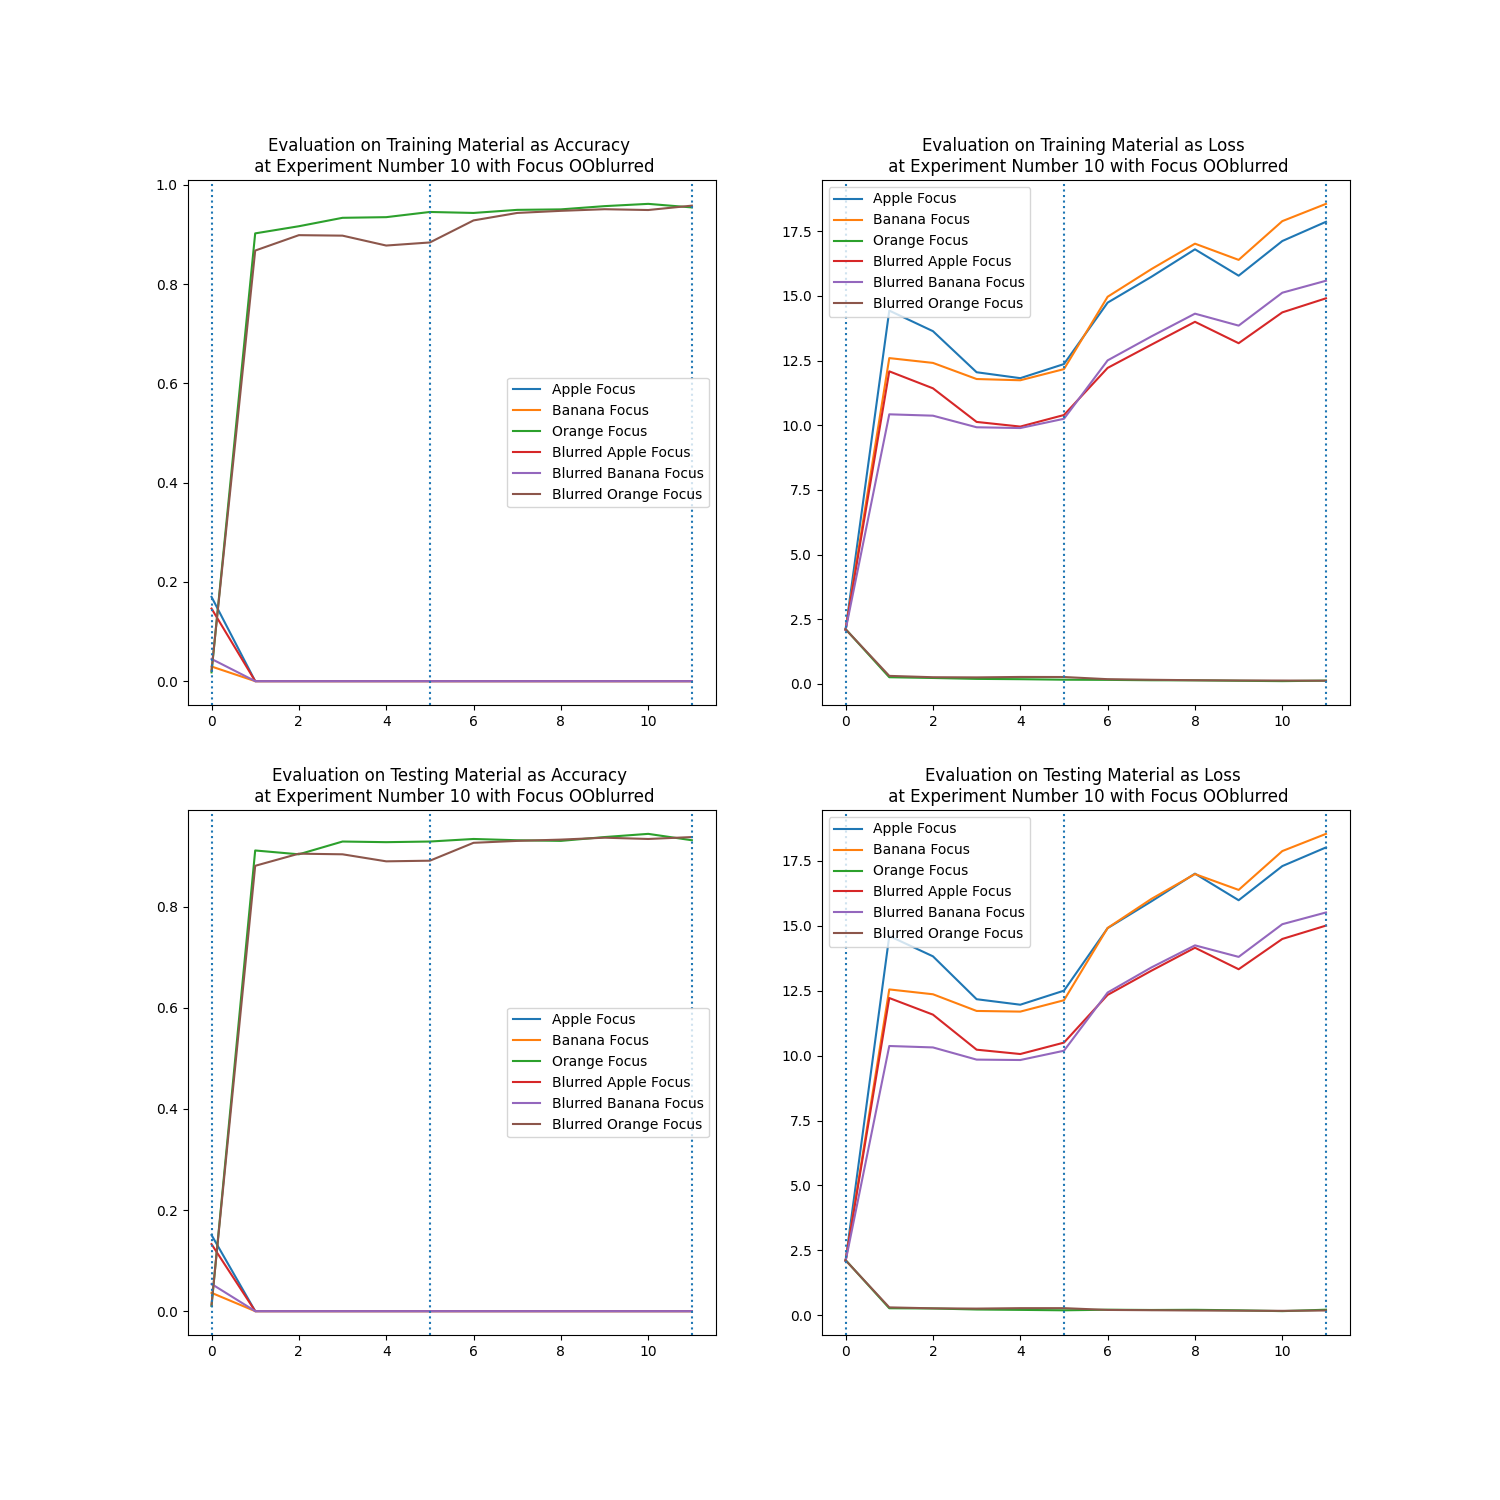 Evaluation on Training Material as Accuracy
at Experiment Number 10 with Focus OOblurred
1.0
0.8
0.6
0.4
0.2
0.0
Apple Focus
Banana Focus
Orange Focus
Blurred Apple Focus
Blurred Banana Focus
Blurred Orange Focus
0 2 4 6 8 10
Evaluation on Training Material as Loss
at Experiment Number 10 with Focus OOblurred
Apple Focus
Banana Focus
Orange Focus
Blurred Apple Focus
Blurred Banana Focus
Blurred Orange Focus
17.5
15.0
12.5
10.0
7.5
5.0
2.5
0.0
0 2 4 6 8 10
Evaluation on Testing Material as Accuracy
at Experiment Number 10 with Focus OOblurred
0.8
0.6
0.4
0.2
0.0
Apple Focus
Banana Focus
Orange Focus
Blurred Apple Focus
Blurred Banana Focus
Blurred Orange Focus
0 2 4 6 8 10
Evaluation on Testing Material as Loss
at Experiment Number 10 with Focus OOblurred
Apple Focus
Banana Focus
Orange Focus
Blurred Apple Focus
Blurred Banana Focus
Blurred Orange Focus
17.5
15.0
12.5
10.0
7.5
5.0
2.5
0.0
0 2 4 6 8 10